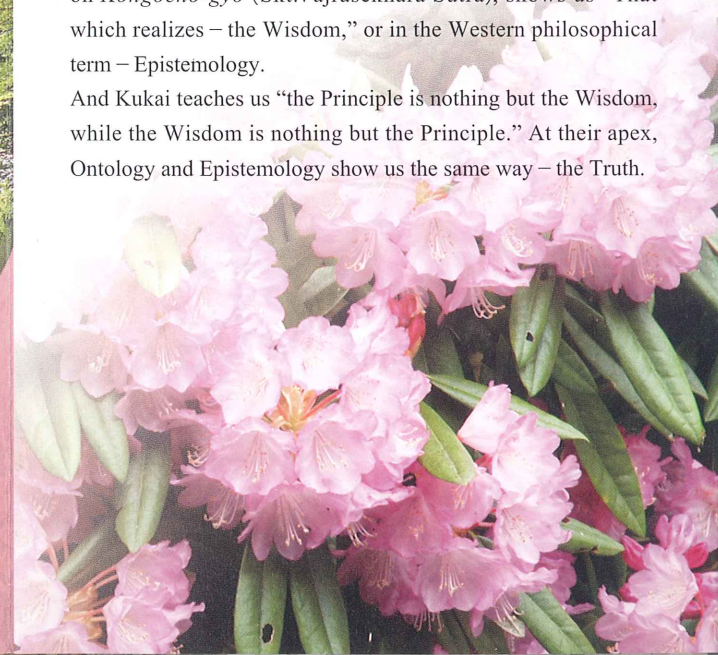 which realizes – the Wisdom,” or in the Western philosophical
term – Epistemology.
And Kukai teaches us “the Principle is nothing but the Wisdom,
while the Wisdom is nothing but the Principle.” At their apex,
Ontology and Epistemology show us the same way – the Truth.